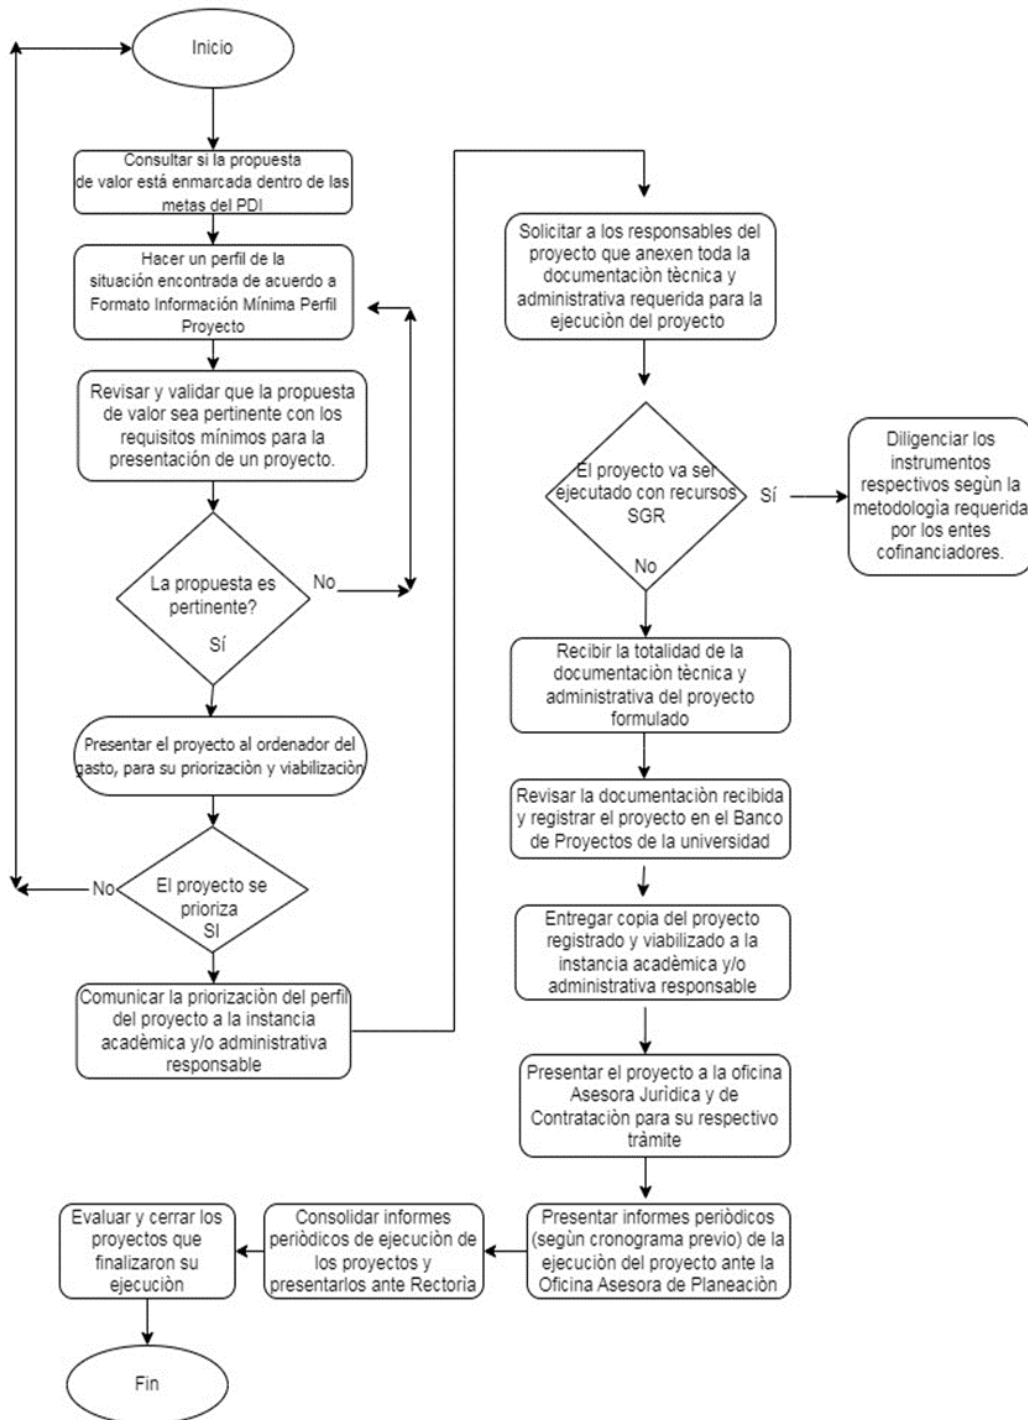 Inicio
Consultar si la propuesta
de valor está enmarcada dentro de las
metas del PDI
Hacer un perfil de la
situación encontrada de acuerdo a
Formato Información Mínima Perfil
Proyecto
Revisar y validar que la propuesta
de valor sea pertinente con los
requisitos mínimos para la
presentación de un proyecto.
La propuesta es
pertinente?
No
Sí
Presentar el proyecto al ordenador del
gasto, para su priorizaciòn y viabilizaciòn
No
El proyecto se
prioriza
SI
Comunicar la priorizaciòn del perfil
del proyecto a la instancia
acadèmica y/o administrativa
responsable
Solicitar a los responsables del
proyecto que anexen toda la
documentaciòn tècnica y
administrativa requerida para la
ejecuciòn del proyecto
El proyecto va ser
ejecutado con recursos
SGR
Sí
No
Diligenciar los
instrumentos
respectivos segùn la
metodologìa requerida
por los entes
cofinanciadores.
Recibir la totalidad de la
documentaciòn tècnica y
administrativa del proyecto
formulado
Revisar la documentaciòn recibida
y registrar el proyecto en el Banco
de Proyectos de la universidad
Entregar copia del proyecto
registrado y viabilizado a la
instancia acadèmica y/o
administrativa responsable
Presentar el proyecto a la oficina
Asesora Jurìdica y de
Contrataciòn para su respectivo
tràmite
Presentar informes periòdicos
(segùn cronograma previo) de la
ejecuciòn del proyecto ante la
Oficina Asesora de Planeaciòn
Consolidar informes
periòdicos de ejecuciòn de
los proyectos y
presentarlos ante Rectorìa
Evaluar y cerrar los
proyectos que
finalizaron su
ejecuciòn
Fin